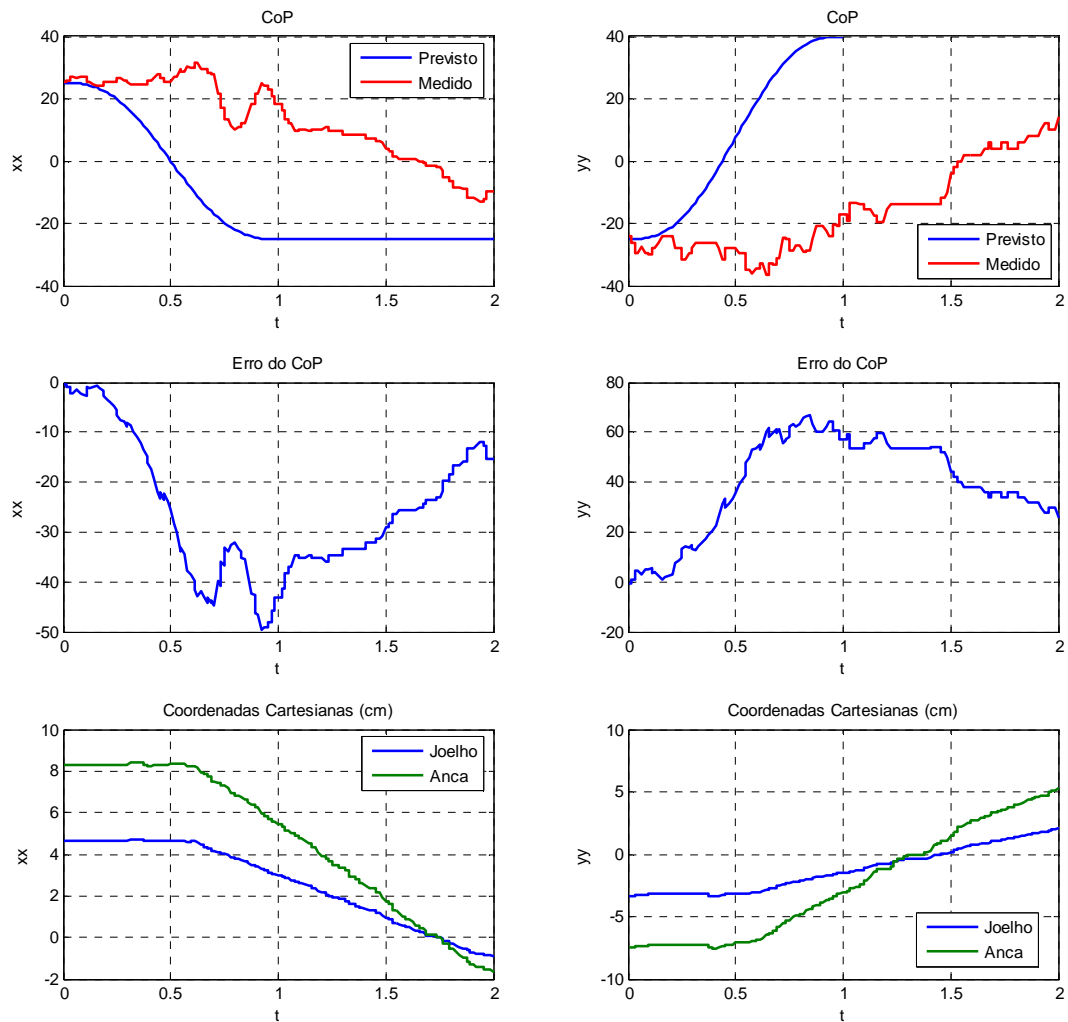 CoP
40
20
0
-20
-40
xx
0
0.5
1
1.5
2
t
Previsto
Medido
CoP
40
20
0
-20
-40
yy
0
0.5
1
1.5
2
t
Previsto
Medido
Erro do CoP
0
-10
-20
-30
-40
-50
xx
0
0.5
1
1.5
2
t
Erro do CoP
80
60
40
20
0
-20
yy
0
0.5
1
1.5
2
t
Coordenadas Cartesianas (cm)
10
8
6
4
2
0
-2
xx
0
0.5
1
1.5
2
t
Joelho
Anca
Coordenadas Cartesianas (cm)
10
5
0
-5
-10
yy
0
0.5
1
1.5
2
t
Joelho
Anca